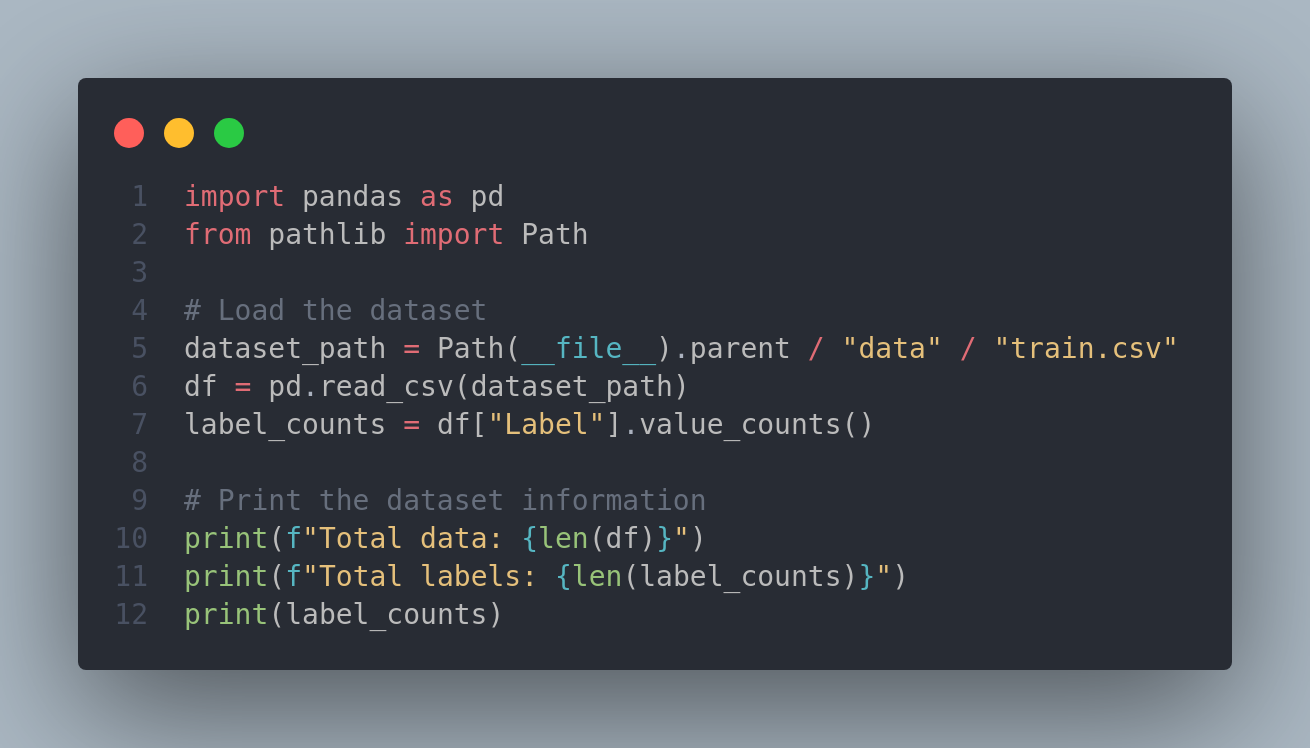 1 import pandas as pd
2 from pathlib import Path
3
4 # Load the dataset
5 dataset_path = Path(__file__).parent / "data" / "train.csv"
6 df = pd.read_csv(dataset_path)
7 label_counts = df["Label"].value_counts()
8
9 # Print the dataset information
10 print(f"Total data: {len(df)}")
11 print(f"Total labels: {len(label_counts)}")
12 print(label_counts)